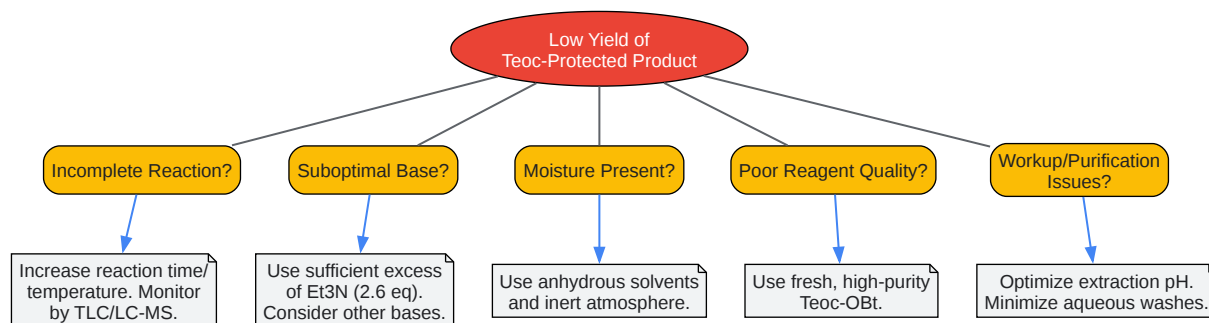 Low Yield of
Teoc-Protected Product
Incomplete Reaction?
Suboptimal Base?
Moisture Present?
Poor Reagent Quality?
Workup/Purification
Issues?
Increase reaction time/
temperature. Monitor
by TLC/LC-MS.
Use sufficient excess
of Et3N (2.6 eq).
Consider other bases.
Use anhydrous solvents
and inert atmosphere.
Use fresh, high-purity
Teoc-OBt.
Optimize extraction pH.
Minimize aqueous washes.